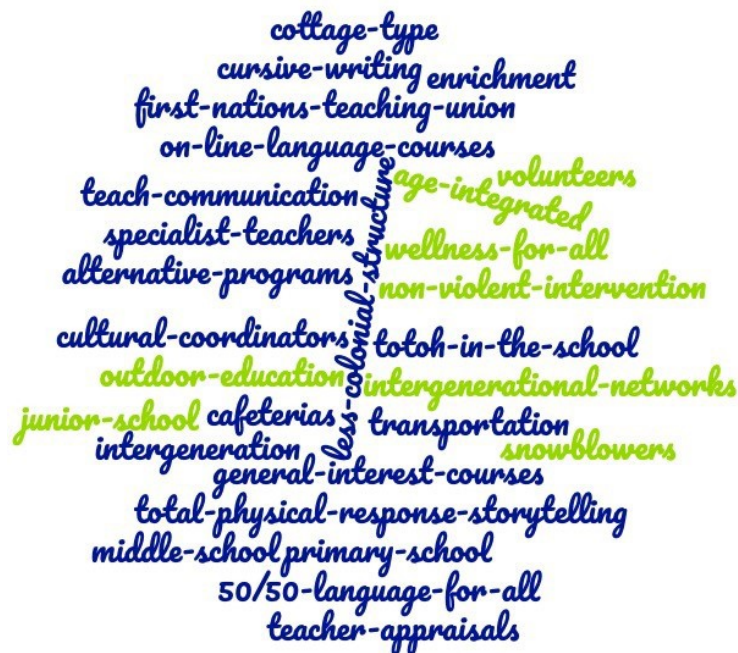 cottage-type
cursive-writing
enrichment
first-nations-teaching-union
on-line-language-courses
age-integrated
volunteers
teach-communication
specialist-teachers
wellness-for-all
alternative-programs
non-violent-intervention
less-colonial-structure
cultural-coordinators
totoh-in-the-school
outdoor-education
intergenerational-networks
junior-school
cafeterias
transportation
intergeneration
snowblowers
general-interest-courses
total-physical-response-storytelling
middle-school
primary-school
50/50-language-for-all
teacher-appraisals